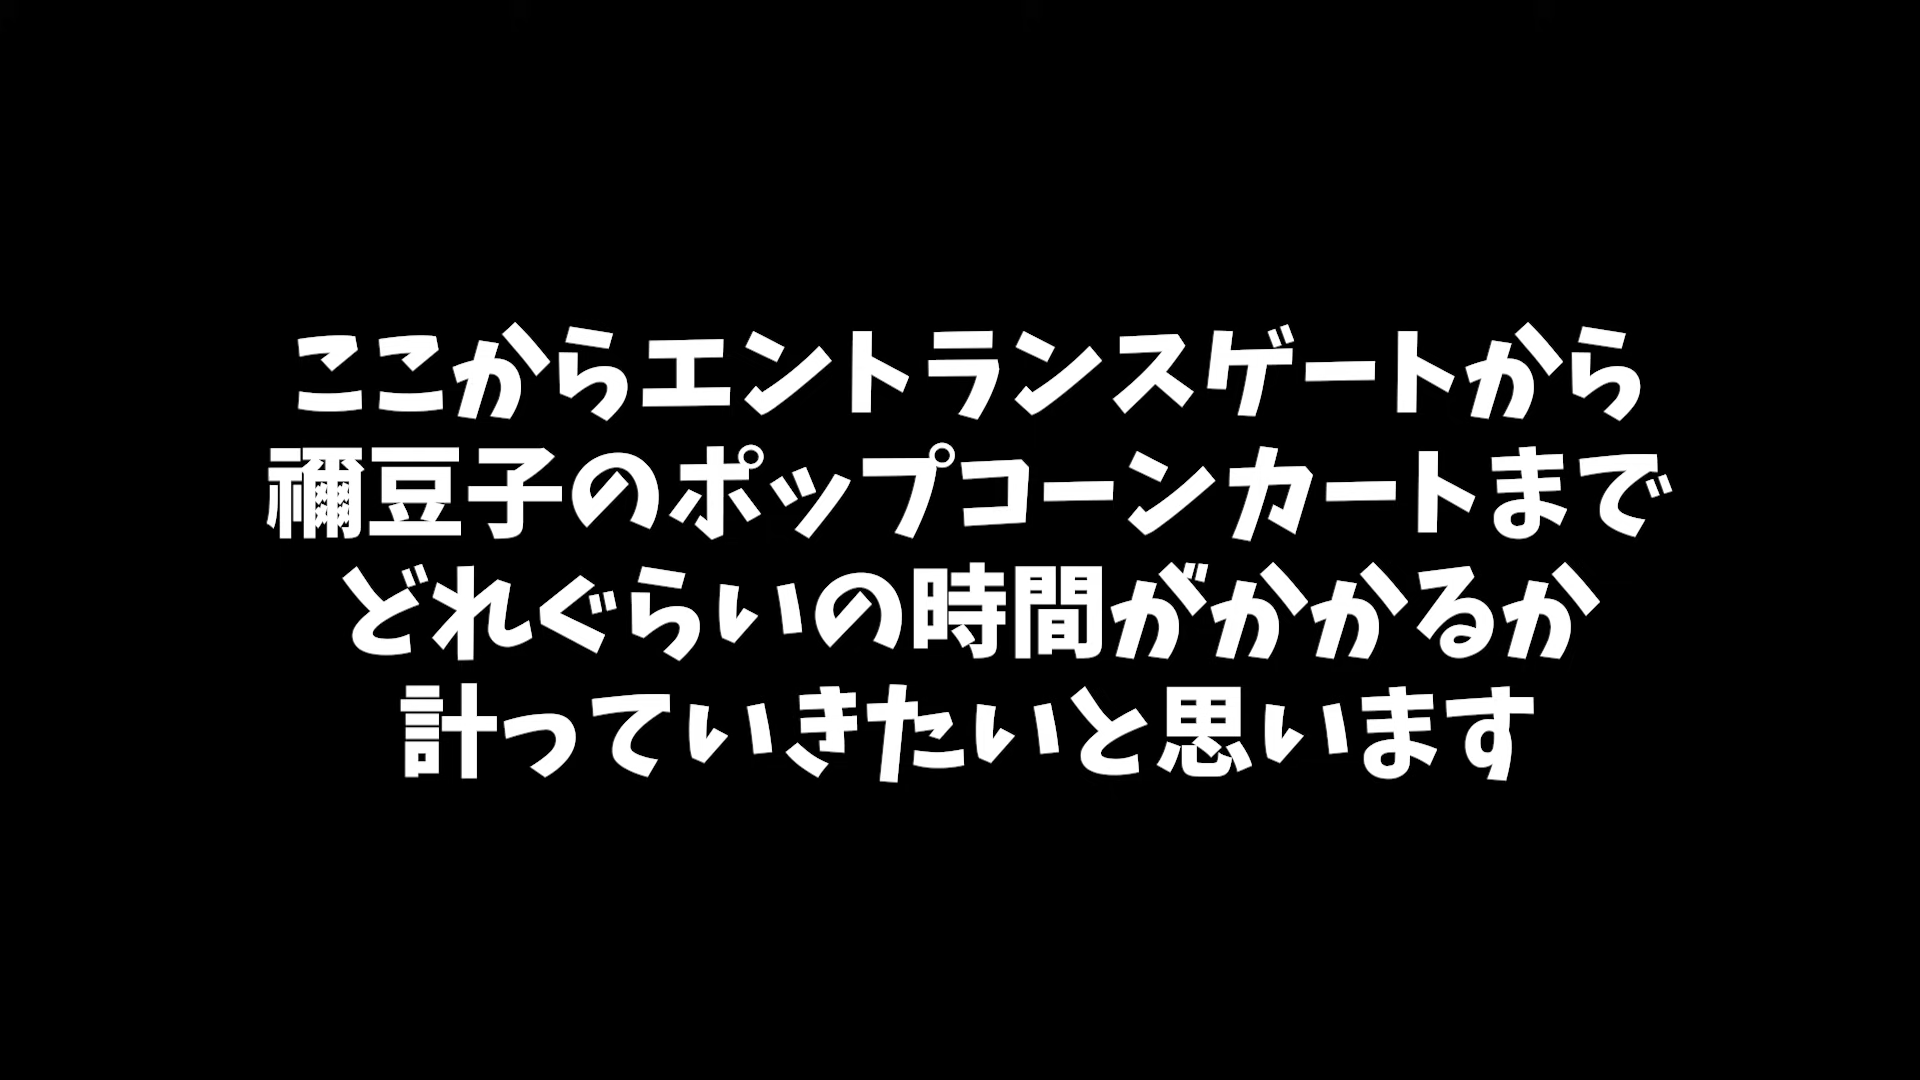 ここからエントランスゲートから
禰豆子のポップコーンカートまで
どれぐらいの時間がかかるか
計っていきたいと思います